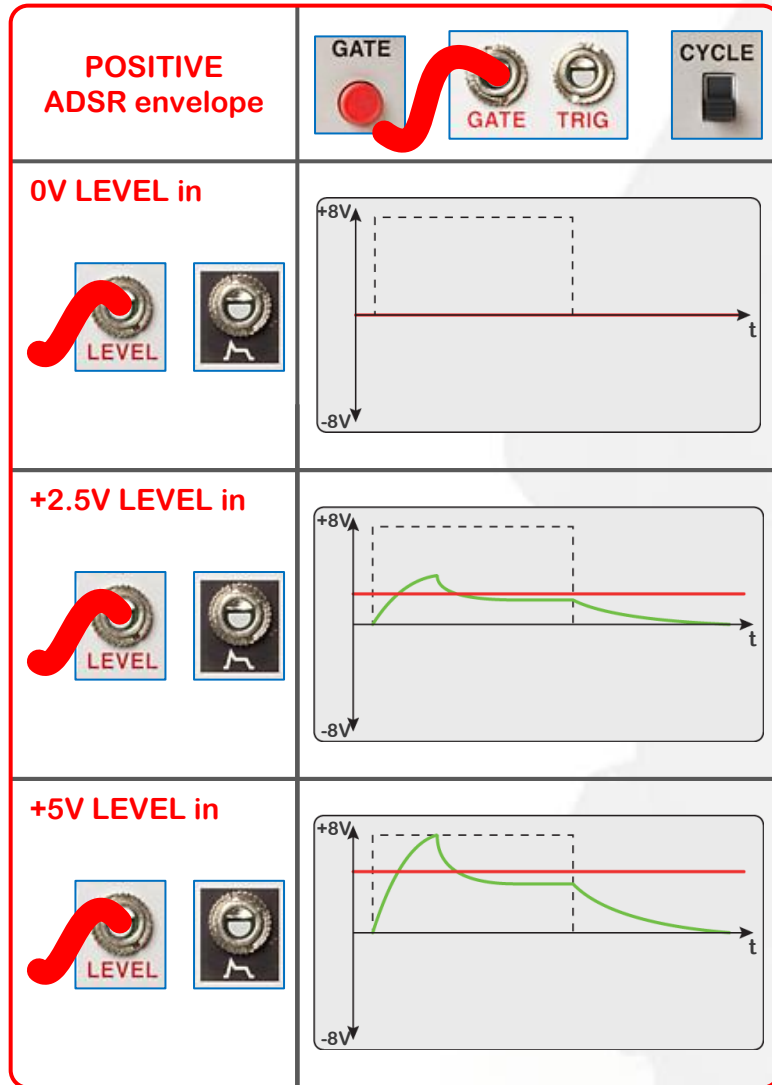 POSITIVE
ADSR envelope
GATE
GATE TRIG
CYCLE
0V LEVEL in
LEVEL
+8V
t
-8V
+2.5V LEVEL in
LEVEL
+8V
t
-8V
+5V LEVEL in
LEVEL
+8V
t
-8V